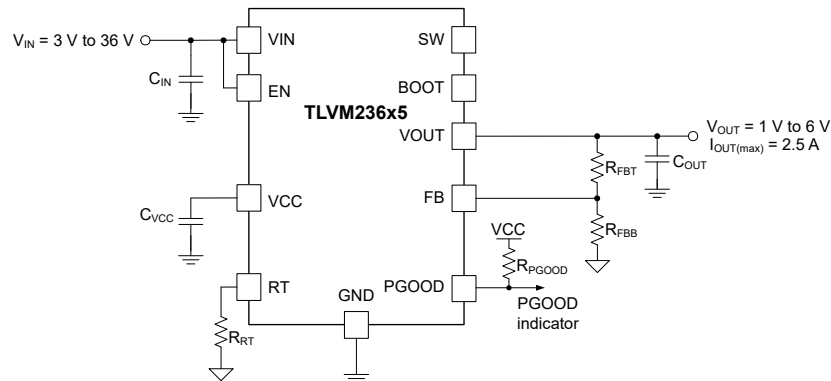 V_IN = 3 V to 36 V
VIN
SW
C_IN
EN
BOOT
TLVM236x5
VOUT
V_OUT = 1 V to 6 V
I_OUT(max) = 2.5 A
R_FBT
C_OUT
C_VCC
VCC
FB
R_FBB
VCC
R_PGOOD
RT
GND
PGOOD
PGOOD
indicator
R_RT